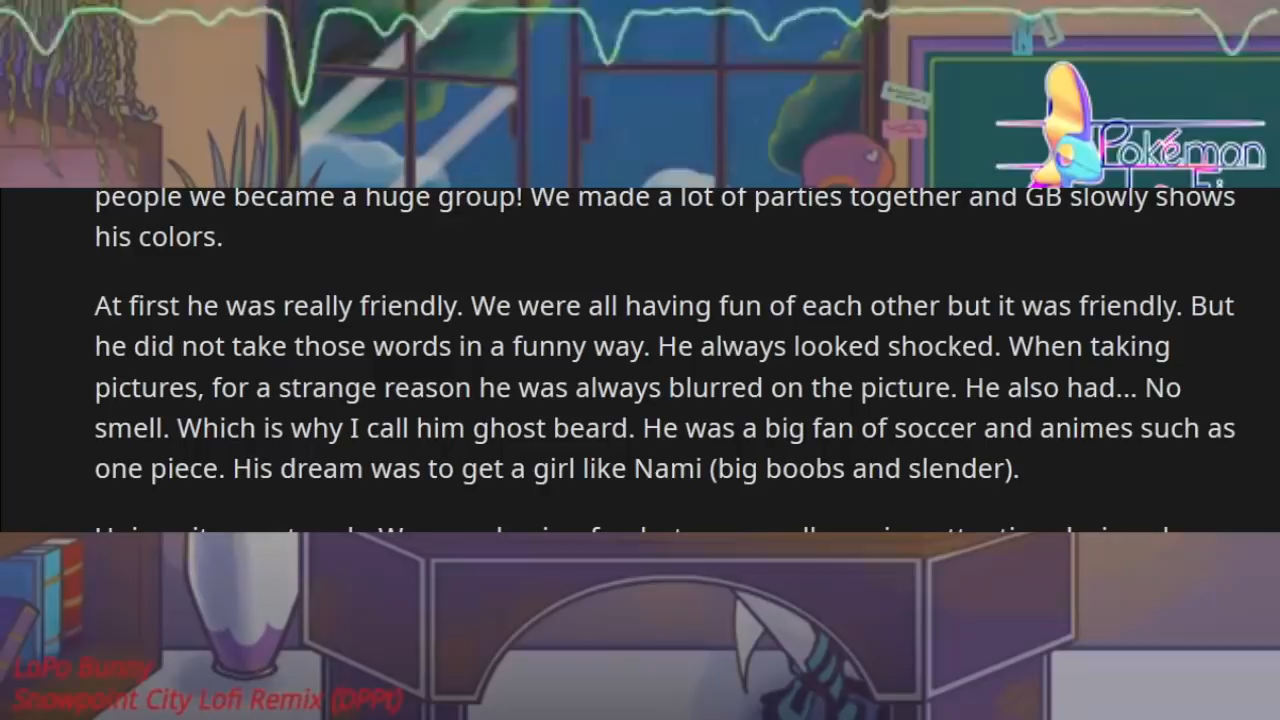 Pokémon
people we became a huge group! We made a lot of parties together and GB slowly shows
his colors.
At first he was really friendly. We were all having fun of each other but it was friendly. But
he did not take those words in a funny way. He always looked shocked. When taking
pictures, for a strange reason he was always blurred on the picture. He also had... No
smell. Which is why I call him ghost beard. He was a big fan of soccer and animes such as
one piece. His dream was to get a girl like Nami (big boobs and slender).
LoPo Bunny
Snowpoint City Lofi Remix (DPPt)